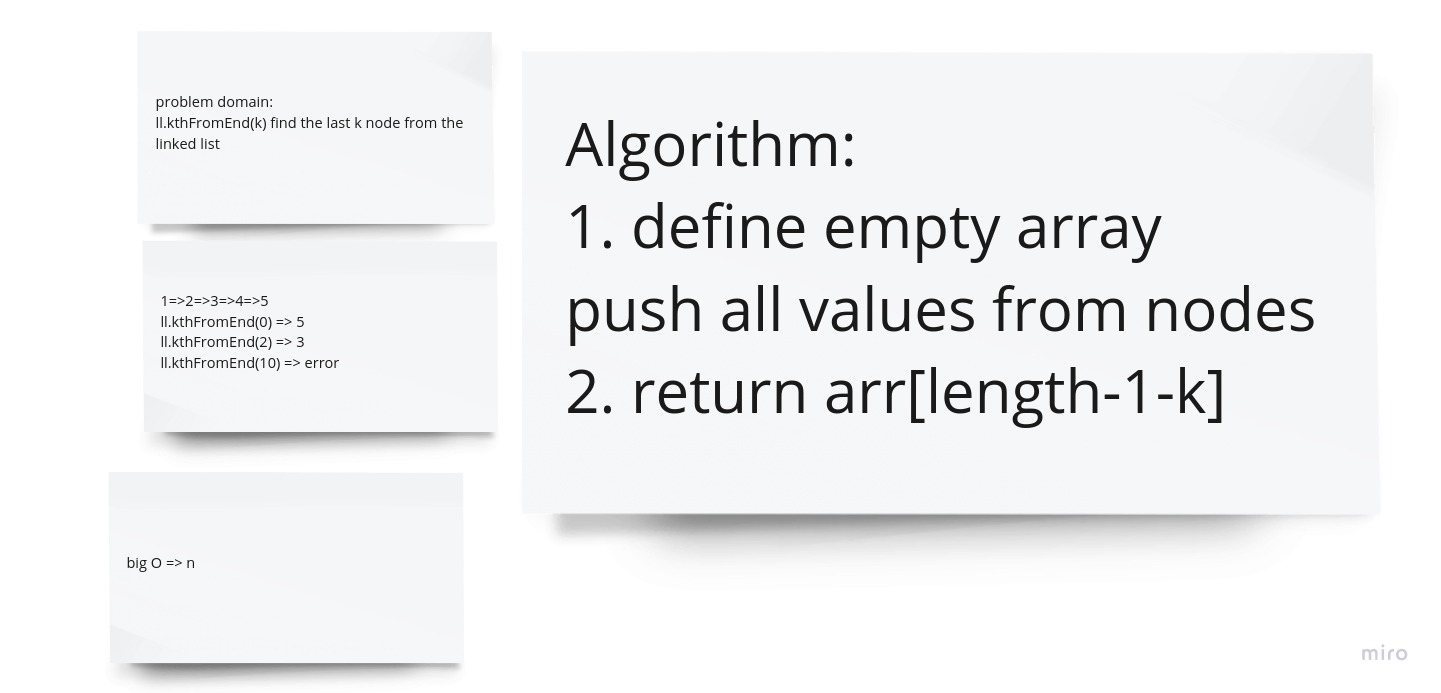 problem domain:
ll.kthFromEnd(k) find the last k node from the
linked list
1=>2=>3=>4=>5
ll.kthFromEnd(0) => 5
ll.kthFromEnd(2) => 3
ll.kthFromEnd(10) => error
big O => n
Algorithm:
1. define empty array
push all values from nodes
2. return arr[length-1-k]
miro